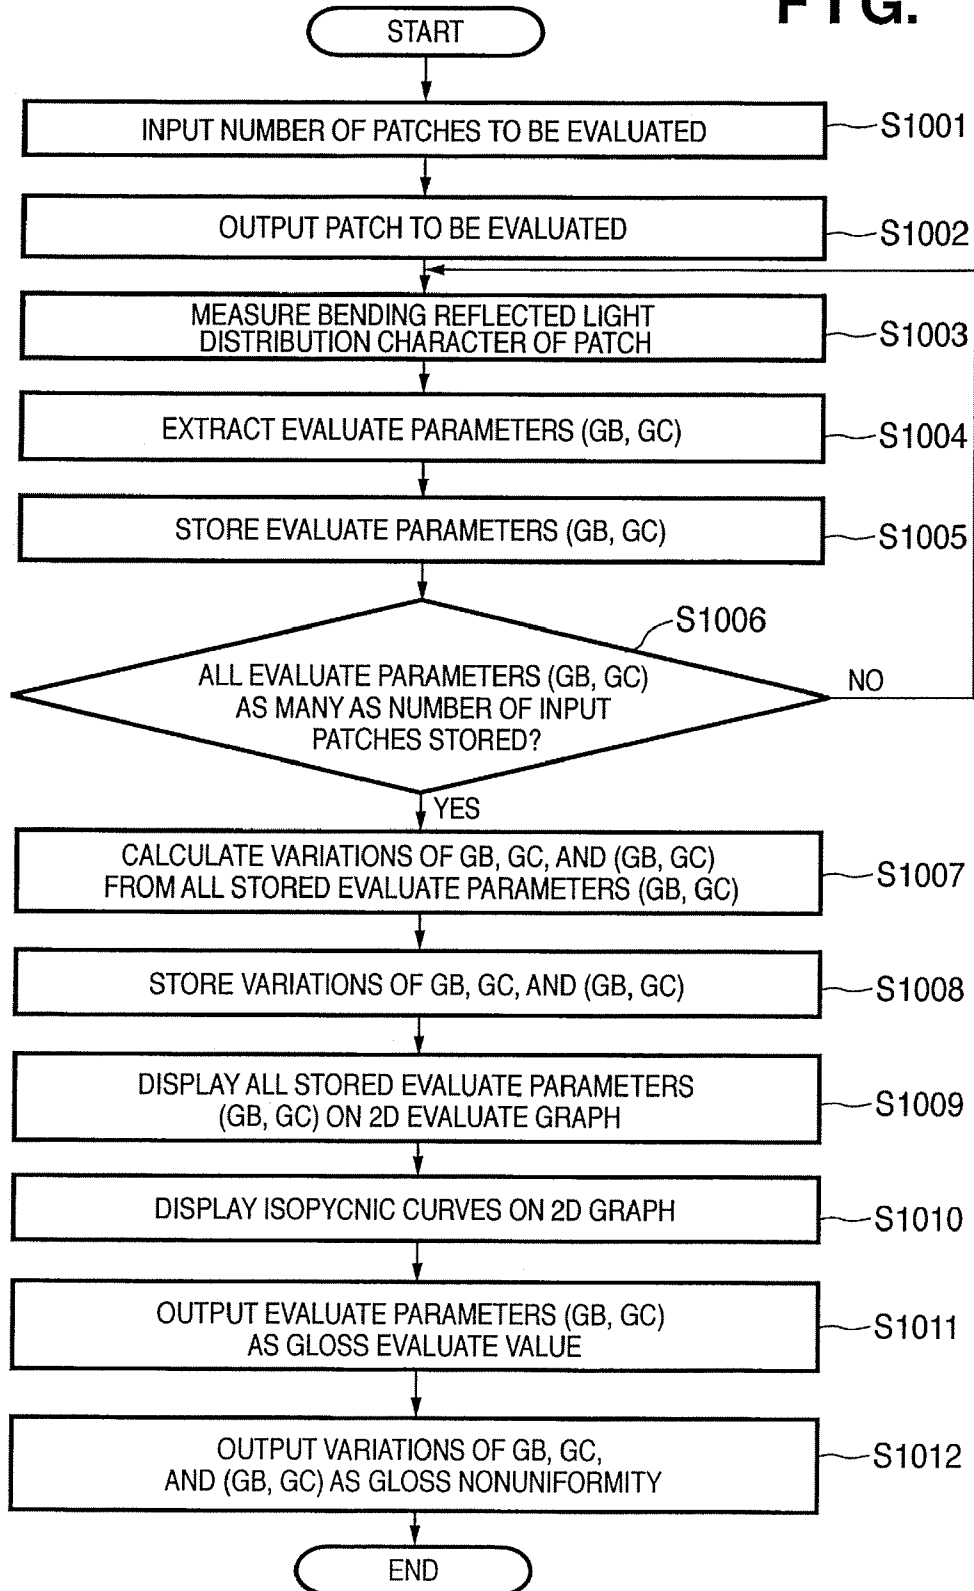 FIG.
START
INPUT NUMBER OF PATCHES TO BE EVALUATED
S1001
OUTPUT PATCH TO BE EVALUATED
S1002
MEASURE BENDING REFLECTED LIGHT
DISTRIBUTION CHARACTER OF PATCH
S1003
EXTRACT EVALUATE PARAMETERS (GB, GC)
S1004
STORE EVALUATE PARAMETERS (GB, GC)
S1005
S1006
ALL EVALUATE PARAMETERS (GB, GC)
AS MANY AS NUMBER OF INPUT
PATCHES STORED?
NO
YES
CALCULATE VARIATIONS OF GB, GC, AND (GB, GC)
FROM ALL STORED EVALUATE PARAMETERS (GB, GC)
S1007
STORE VARIATIONS OF GB, GC, AND (GB, GC)
S1008
DISPLAY ALL STORED EVALUATE PARAMETERS
(GB, GC) ON 2D EVALUATE GRAPH
S1009
DISPLAY ISOPYCNIC CURVES ON 2D GRAPH
S1010
OUTPUT EVALUATE PARAMETERS (GB, GC)
AS GLOSS EVALUATE VALUE
S1011
OUTPUT VARIATIONS OF GB, GC,
AND (GB, GC) AS GLOSS NONUNIFORMITY
S1012
END